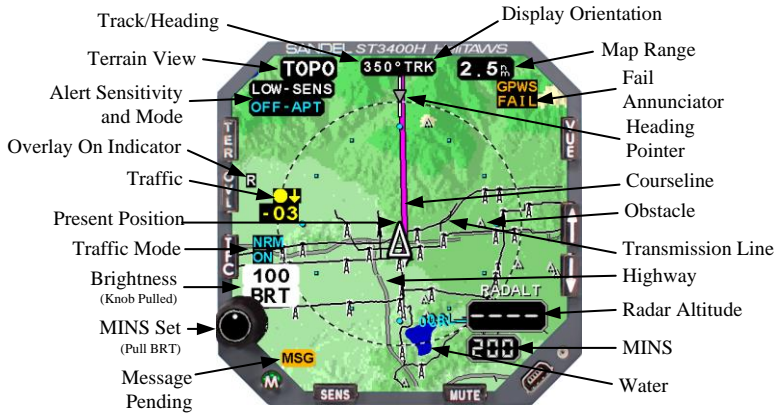 Track/Heading
Display Orientation
Terrain View
Map Range
Alert Sensitivity
and Mode
Fail
Annunciator
Overlay On Indicator
Heading
Pointer
Traffic
Courseline
Present Position
Obstacle
Traffic Mode
Transmission Line
Brightness
(Knob Pulled)
Highway
MINS Set
(Pull BRT)
Radar Altitude
MINS
Message
Pending
Water
SANDEL ST3400H HeliTAWS
TOPO
350°TRK
2.5nm
LOW-SENS
OFF-APT
GPWS
FAIL
TER
VUE
R
-03
NRM
ON
100
BRT
RADALT
----
200
MSG
M
SENS
MUTE